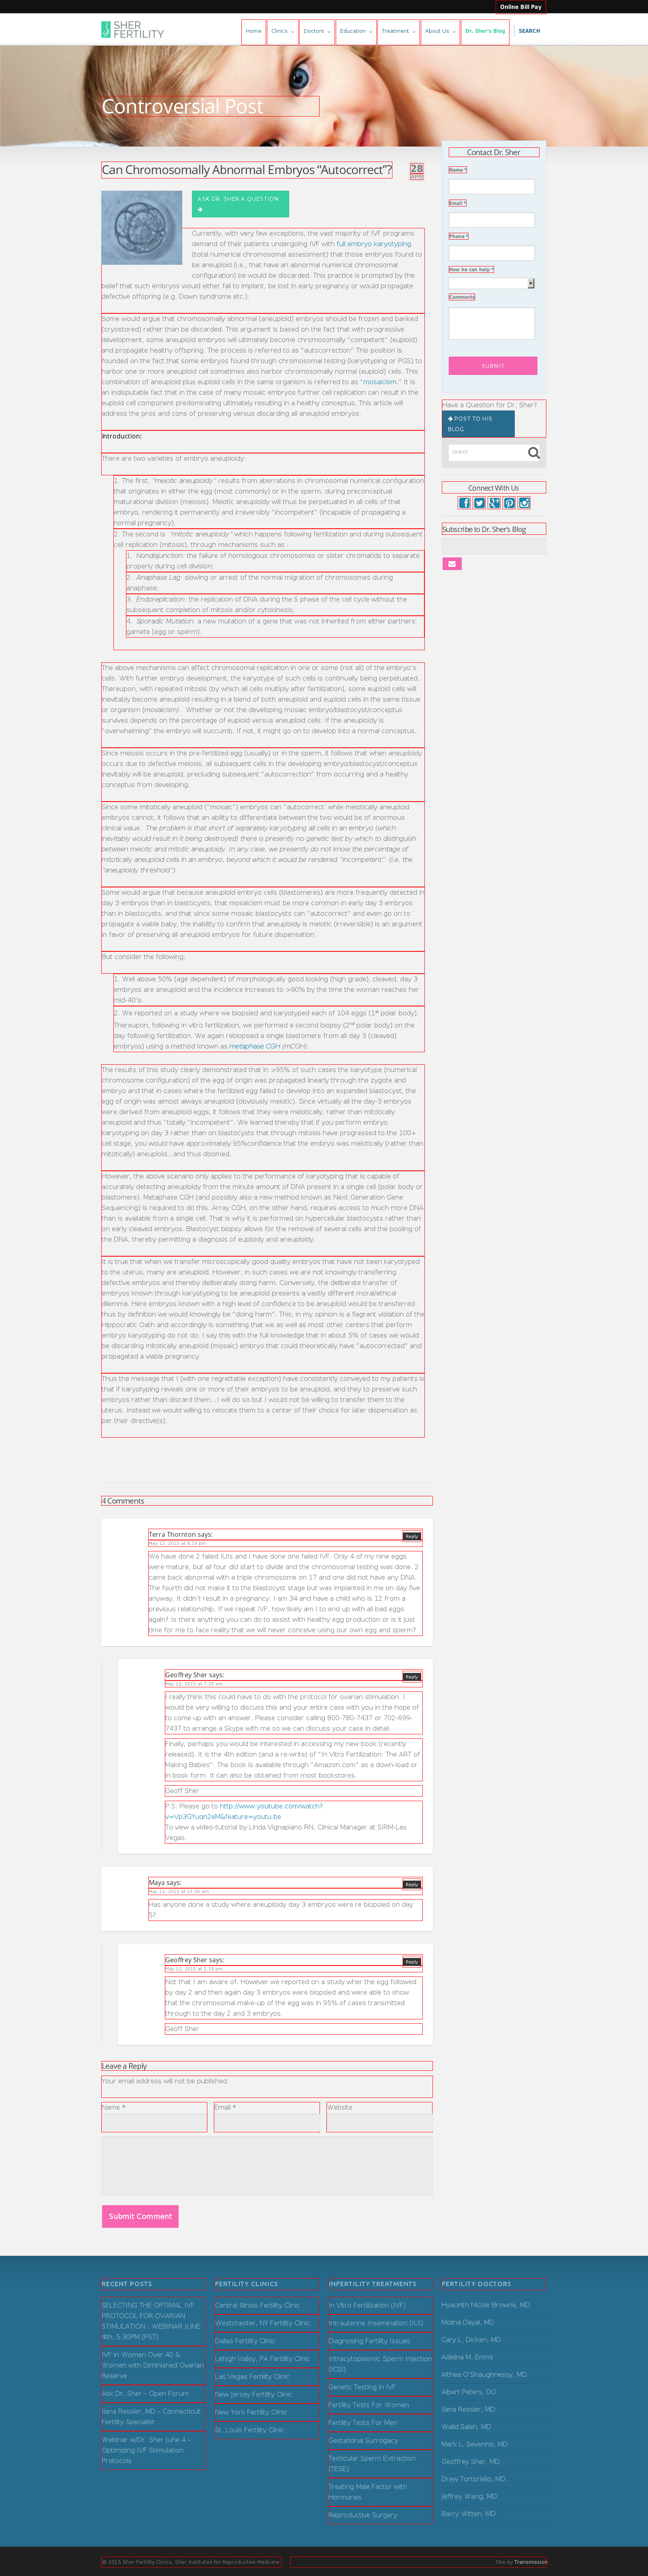 Online Bill Pay
SHER
FERTILITY
Home
Clinics
Doctors
Education
Treatment
About Us
Dr. Sher's Blog
SEARCH
Controversial Post
Can Chromosomally Abnormal Embryos “Autocorrect”?
28
ASK DR. SHER A QUESTION
Currently, with very few exceptions, the vast majority of IVF programs
demand of their patients undergoing IVF with full embryo karyotyping
(total numerical chromosomal assessment) that those embryos found to
be aneuploid (i.e., that have an abnormal numerical chromosomal
configuration) be would be discarded. This practice is prompted by the
belief that such embryos would either fail to implant, be lost in early pregnancy or would propagate
defective offspring (e.g. Down syndrome etc.).
Some would argue that chromosomally abnormal (aneuploid) embryos should be frozen and banked
(cryostored) rather than be discarded. This argument is based on the fact that with progressive
development, some aneuploid embryos will ultimately become chromosomally "competent" (euploid)
and propagate healthy offspring. The process is referred to as "autocorrection" This position is
founded on the fact that some embryos found through comprehensive testing (karyotyping or PGS) to
harbor one or more aneuploid cell sometimes also harbor chromosomally normal (euploid) cells. This
combination of aneuploid plus euploid cells in the same organism is referred to as "mosaicism." It is
in fact true that in the case of many mosaic embryos further cell replication can result in the euploid
component predominating ultimately resulting in a competent healthy conceptus. This article will
address the pros and cons of preserving versus discarding all aneuploid embryos.
Introduction:
There are two varieties of embryo aneuploidy:
1. The first, "meiotic aneuploidy" results from aberrations in chromosomal numerical configuration
that originates in either the egg (most commonly) or in the sperm, during preconceptual
maturational division (meiosis). Meiotic aneuploidy will thus be perpetuated in all cells of that
embryo, rendering it permanently and irreversibly "incompetent" (incapable of propagating a
normal pregnancy).
2. The second is "mitotic aneuploidy" which happens following fertilization and during subsequent
cell replication (mitosis), through mechanisms such as :
1. Nondisjunction: the failure of homologous chromosomes or sister chromatids to separate
properly during cell division;
2. Anaphase Lag: slowing or arrest of the normal migration of chromosomes during
anaphase;
3. Endoreplication: the replication of DNA during the S phase of the cell cycle without the
subsequent completion of mitosis and/or cytokinesis;
4. Sporadic Mutation: a new mutation of a gene that was not inherited from either partners'
gamete (egg or sperm).
The above mechanisms can affect chromosomal replication in one or some (not all) of the embryo's
cells. With further embryo development, the karyotype of such cells is continually being perpetuated.
Thereupon, with repeated mitosis (by which all cells multiply after fertilization), some euploid cells will
inevitably become aneuploid resulting in a blend of both aneuploid and euploid cells in the same tissue
or organism (mosaicism). Whether or not the developing mosaic embryo/blastocyst/conceptus
survives depends on the percentage of euploid versus aneuploid cells. If the aneuploidy is
"overwhelming" the embryo will succumb. If not, it might go on to develop into a normal conceptus.
Since meiosis occurs in the pre-fertilized egg (usually) or in the sperm, it follows that when aneuploidy
occurs due to defective meiosis, all subsequent cells in the developing embryo/blastocyst/conceptus
inevitably will be aneuploid, precluding subsequent "autocorrection" from occurring and a healthy
conceptus from developing.
Since some mitotically aneuploid ("mosaic") embryos can "autocorrect' while meiotically aneuploid
embryos cannot, it follows that an ability to differentiate between the two would be of enormous
clinical value. The problem is that short of separately karyotyping all cells in an embryo (which
inevitably would result in it being destroyed) there is presently no genetic test by which to distinguish
between meiotic and mitotic aneuploidy. In any case, we presently do not know the percentage of
mitotically aneuploid cells in an embryo, beyond which it would be rendered "incompetent" (i.e. the
"aneuploidy threshold").
Some would argue that because aneuploid embryo cells (blastomeres) are more frequently detected in
day 3 embryos than in blastocysts, that mosaicism must be more common in early day 3 embryos
than in blastocysts, and that since some mosaic blastocysts can "autocorrect" and even go on to
propagate a viable baby, the inability to confirm that aneuploidy is meiotic (irreversible) is an argument
in favor of preserving all aneuploid embryos for future dispensation.
But consider the following:
1. Well above 50% (age dependent) of morphologically good looking (high grade), cleaved, day 3
embryos are aneuploid and the incidence increases to >90% by the time the woman reaches her
mid-40's.
2. We reported on a study where we biopsied and karyotyped each of 104 eggs (1st polar body).
Thereupon, following in vitro fertilization, we performed a second biopsy (2nd polar body) on the
day following fertilization. We again rebiopsied a single blastomere from all day 3 (cleaved)
embryos) using a method known as metaphase CGH (mCGH).
The results of this study clearly demonstrated that in >95% of such cases the karyotype (numerical
chromosome configuration) of the egg of origin was propagated linearly through the zygote and
embryo and that in cases where the fertilized egg failed to develop into an expanded blastocyst, the
egg of origin was almost always aneuploid (obviously meiotic). Since virtually all the day-3 embryos
were derived from aneuploid eggs, it follows that they were meiotically, rather than mitotically
aneuploid and thus "totally "incompetent". We learned thereby that if you perform embryo
karyotyping on day 3 rather than in day 5 to blastocysts that through mitosis have progressed to the 100+
cell stage, you would have approximately 95%confidence that the embryo was meiotically (rather than
mitotically) aneuploid...and thus doomed.
However, the above scenario only applies to the performance of karyotyping that is capable of
accurately detecting aneuploidy from the minute amount of DNA present in a single cell (polar body or
blastomere). Metaphase CGH (and possibly also a new method known as Next Generation Gene
Sequencing) is required to do this. Array CGH, on the other hand, requires access to much more DNA
than is available from a single cell. That is why it is performed on hypercellular blastocysts rather than
on early cleaved embryos. Blastocyst biopsy allows for the removal of several cells and the pooling of
the DNA, thereby permitting a diagnosis of euploidy and aneuploidy.
It is true that when we transfer microscopically good quality embryos that have not been karyotyped
to the uterus, many are aneuploid. However, in such cases we are not knowingly transferring
defective embryos and thereby deliberately doing harm. Conversely, the deliberate transfer of
embryos known through karyotyping to be aneuploid presents a vastly different moral/ethical
dilemma. Here embryos known with a high level of confidence to be aneuploid would be transferred
thus by definition we would knowingly be "doing harm". This, in my opinion is a flagrant violation of the
Hippocratic Oath and accordingly is something that we as well as most other centers that perform
embryo karyotyping do not do. I say this with the full knowledge that in about 5% of cases we would
be discarding mitotically aneuploid (mosaic) embryo that could theoretically have "autocorrected" and
propagated a viable pregnancy.
Thus the message that I (with one regrettable exception) have consistently conveyed to my patients is
that if karyotyping reveals one or more of their embryos to be aneuploid, and they to preserve such
embryos rather than discard them...I will do so but I would not be willing to transfer them to the
uterus. Instead we would willing to relocate them to a center of their choice for later dispensation as
per their directive(s).
4 Comments
Terra Thornton says:
Reply
May 12, 2015 at 6:19 pm
We have done 2 failed IUIs and I have done one failed IVF. Only 4 of my nine eggs
were mature, but all four did start to divide and the chromosomal testing was done. 2
came back abnormal with a triple chromosome on 17 and one did not have any DNA.
The fourth did not make it to the blastocyst stage but was implanted in me on day five
anyway. It didn't result in a pregnancy. I am 34 and have a child who is 12 from a
previous relationship. If we repeat IVF, how likely am I to end up with all bad eggs
again? Is there anything you can do to assist with healthy egg production or is it just
time for me to face reality that we will never conceive using our own egg and sperm?
Geoffrey Sher says:
Reply
May 13, 2015 at 7:20 am
I really think this could have to do with the protocol for ovarian stimulation. I
would be very willing to discuss this and your entire case with you in the hope of
to come up with an answer. Please consider calling 800-780-7437 or 702-699-
7437 to arrange a Skype with me so we can discuss your case in detail.
Finally, perhaps you would be interested in accessing my new book (recently
released). It is the 4th edition (and a re-write) of "In Vitro Fertilization: The ART of
Making Babies". The book is available through "Amazon.com" as a down-load or
in book form. It can also be obtained from most bookstores.
Geoff Sher
P.S: Please go to http://www.youtube.com/watch?
v=Vp3GYuqn2eM&feature=youtu.be
To view a video-tutorial by Linda Vignapiano RN, Clinical Manager at SIRM-Las
Vegas.
Maya says:
Reply
May 12, 2015 at 11:06 am
Has anyone done a study where aneuploidy day 3 embryos were re biopsied on day
5?
Geoffrey Sher says:
Reply
May 12, 2015 at 1:19 pm
Not that I am aware of. However we reported on a study wher the egg followed
by day 2 and then again day 3 embryos were biopsied and were able to show
that the chromosomal make-up of the egg was in 95% of cases transmitted
through to the day 2 and 3 embryos.
Geoff Sher
Leave a Reply
Your email address will not be published.
Name *
Email *
Website
Submit Comment
Contact Dr. Sher
Name *
Email *
Phone *
How he can help *
Comments
SUBMIT
Have a Question for Dr. Sher?
POST TO HIS
BLOG
Search
Connect With Us
Subscribe to Dr. Sher's Blog
RECENT POSTS
SELECTING THE OPTIMAL IVF
PROTOCOL FOR OVARIAN
STIMULATION : WEBINAR JUNE
4th, 5:30PM (PST)
IVF in Women Over 40 &
Women with Diminished Ovarian
Reserve
Ask Dr. Sher – Open Forum
Ilana Ressler, MD – Connecticut
Fertility Specialist
Webinar w/Dr. Sher June 4 –
Optimizing IVF Stimulation
Protocols
FERTILITY CLINICS
Central Illinois Fertility Clinic
Westchester, NY Fertility Clinic
Dallas Fertility Clinic
Lehigh Valley, PA Fertility Clinic
Las Vegas Fertility Clinic
New Jersey Fertility Clinic
New York Fertility Clinic
St. Louis Fertility Clinic
INFERTILITY TREATMENTS
In Vitro Fertilization (IVF)
Intrauterine Insemination (IUI)
Diagnosing Fertility Issues
Intracytoplasmic Sperm Injection
(ICSI)
Genetic Testing in IVF
Fertility Tests For Women
Fertility Tests For Men
Gestational Surrogacy
Testicular Sperm Extraction
(TESE)
Treating Male Factor with
Hormones
Reproductive Surgery
FERTILITY DOCTORS
Hyacinth Nicole Browne, MD
Molina Dayal, MD
Cary L. Dicken, MD
Adelina M. Emmi
Althea O'Shaughnessy, MD
Albert Peters, DO
Ilana Ressler, MD
Walid Saleh, MD
Mark L. Severino, MD
Geoffrey Sher, MD
Drew Tortoriello, MD
Jeffrey Wang, MD
Barry Witten, MD
© 2015 Sher Fertility Clinics, Sher Institutes for Reproductive Medicine
Site by Transmission